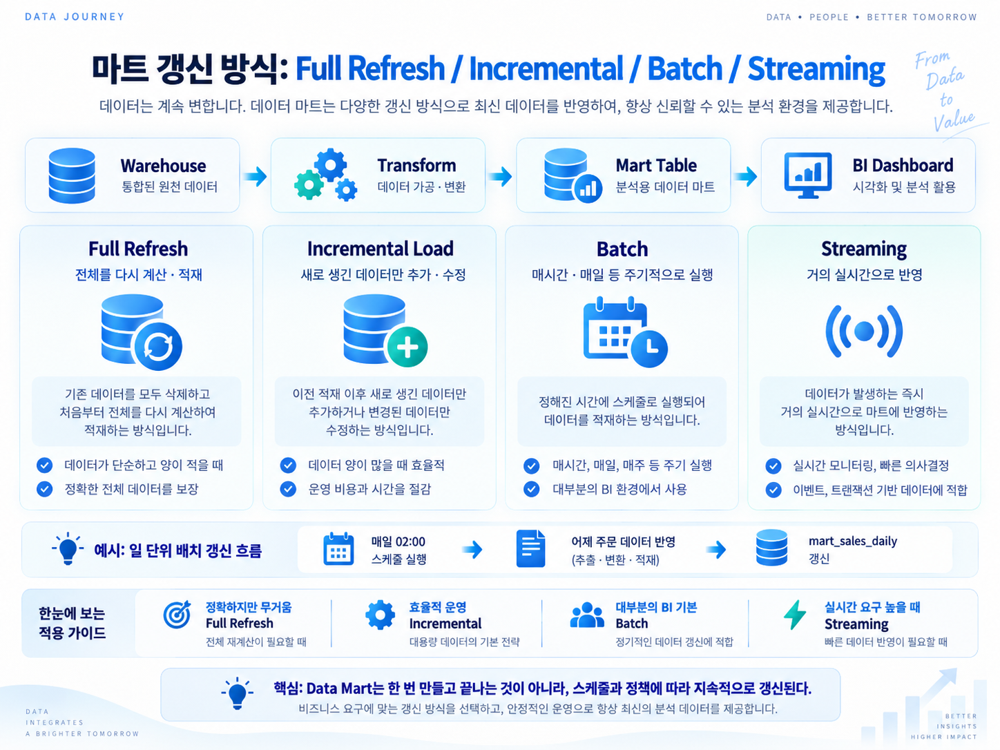 DATA JOURNEY
DATA • PEOPLE • BETTER TOMORROW
마트 갱신 방식: Full Refresh / Incremental / Batch / Streaming
데이터는 계속 변합니다. 데이터 마트는 다양한 갱신 방식으로 최신 데이터를 반영하여, 항상 신뢰할 수 있는 분석 환경을 제공합니다.
From
Data
to
Value
Warehouse
통합된 원천 데이터
Transform
데이터 가공 · 변환
Mart Table
분석용 데이터 마트
BI Dashboard
시각화 및 분석 활용
Full Refresh
전체를 다시 계산 · 적재
기존 데이터를 모두 삭제하고
처음부터 전체를 다시 계산하여
적재하는 방식입니다.
데이터가 단순하고 양이 적을 때
정확한 전체 데이터를 보장
Incremental Load
새로 생긴 데이터만 추가 · 수정
이전 적재 이후 새로 생긴 데이터만
추가하거나 변경된 데이터만
수정하는 방식입니다.
데이터 양이 많을 때 효율적
운영 비용과 시간을 절감
Batch
매시간 · 매일 등 주기적으로 실행
정해진 시간에 스케줄로 실행되어
데이터를 적재하는 방식입니다.
매시간, 매일, 매주 등 주기 실행
대부분의 BI 환경에서 사용
Streaming
거의 실시간으로 반영
데이터가 발생하는 즉시
거의 실시간으로 마트에 반영하는
방식입니다.
실시간 모니터링, 빠른 의사결정
이벤트, 트랜잭션 기반 데이터에 적합
예시: 일 단위 배치 갱신 흐름
매일 02:00
스케줄 실행
어제 주문 데이터 반영
(추출 · 변환 · 적재)
mart_sales_daily
갱신
한눈에 보는
적용 가이드
정확하지만 무거움
Full Refresh
전체 재계산이 필요할 때
효율적 운영
Incremental
대용량 데이터의 기본 전략
대부분의 BI 기본
Batch
정기적인 데이터 갱신에 적합
실시간 요구 높을 때
Streaming
빠른 데이터 반영이 필요할 때
핵심: Data Mart는 한 번 만들고 끝나는 것이 아니라, 스케줄과 정책에 따라 지속적으로 갱신된다.
비즈니스 요구에 맞는 갱신 방식을 선택하고, 안정적인 운영으로 항상 최신의 분석 데이터를 제공합니다.
DATA
INTEGRATES
A BRIGHTER TOMORROW
BETTER
INSIGHTS
HIGHER IMPACT